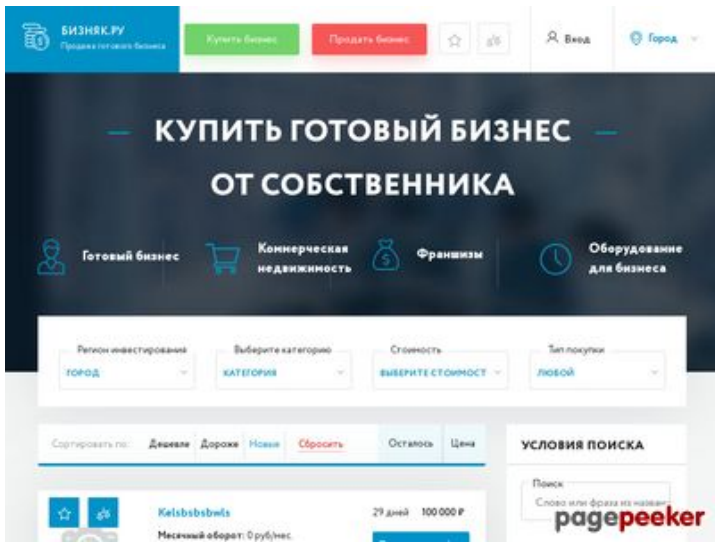 БИЗНЯК.РУ
Продажа готового бизнеса
Купить бизнес
Продать бизнес
Вход
Город
— КУПИТЬ ГОТОВЫЙ БИЗНЕС —
ОТ СОБСТВЕННИКА
Готовый бизнес
Коммерческая
недвижимость
Франшизы
Оборудование
для бизнеса
Регион инвестирования
Выберите категорию
Стоимость
Тип покупки
ГОРОД
КАТЕГОРИЯ
ВЫБЕРИТЕ СТОИМОСТ
ЛЮБОЙ
Сортировать по:
Дешевле
Дороже
Новые
Сбросить
Осталось
Цена
УСЛОВИЯ ПОИСКА
Поиск
Слово или фраза из назван
Kelsbsbsbwls
29 дней
100 000 ₽
Месячный оборот: 0 руб/мес.
pagepeeker